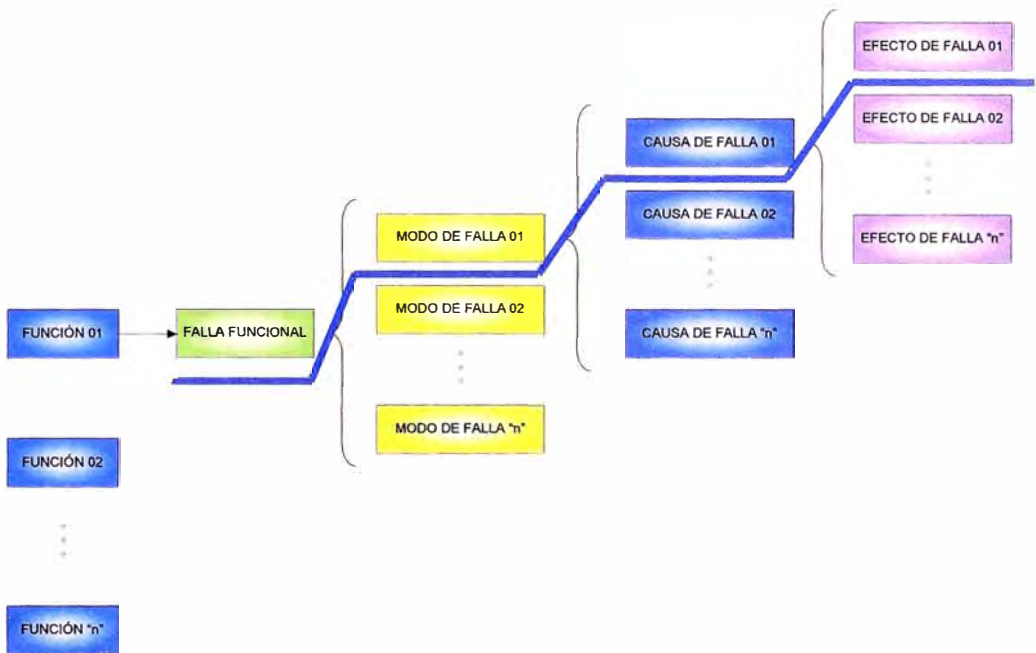 FUNCIÓN 01
FUNCIÓN 02
FUNCIÓN "n"
FALLA FUNCIONAL
MODO DE FALLA 01
MODO DE FALLA 02
MODO DE FALLA "n"
CAUSA DE FALLA 01
CAUSA DE FALLA 02
CAUSA DE FALLA "n"
EFECTO DE FALLA 01
EFECTO DE FALLA 02
EFECTO DE FALLA "n"